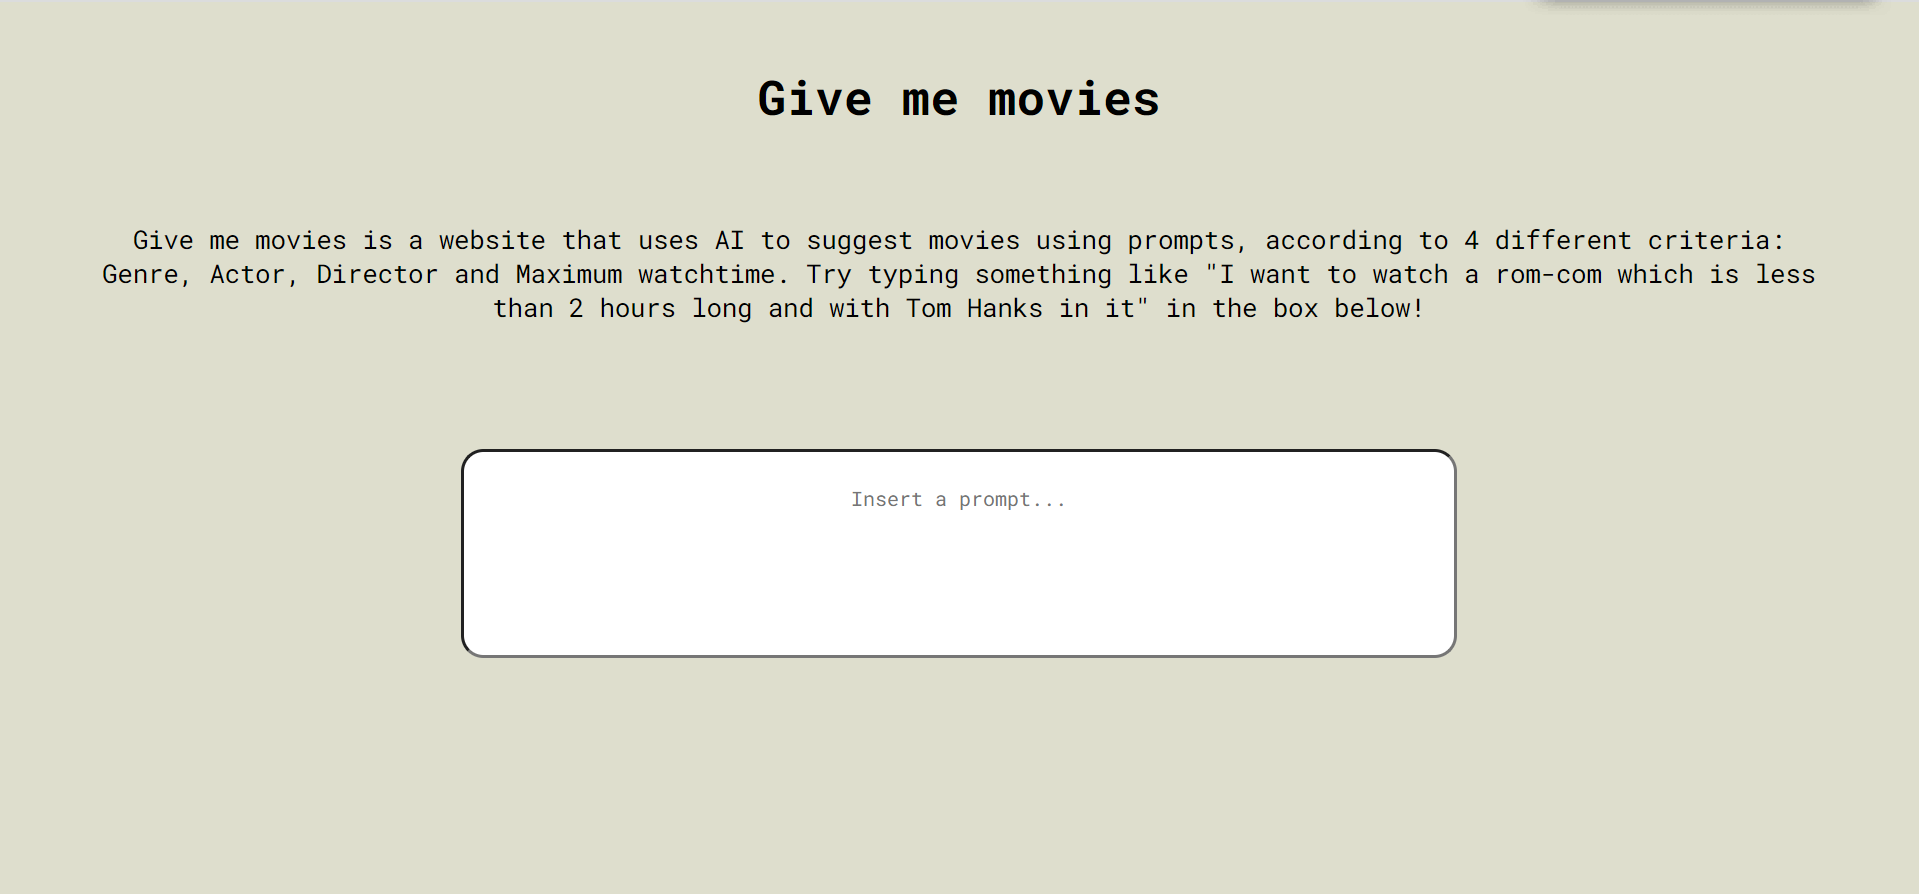 Give me movies
Give me movies is a website that uses AI to suggest movies using prompts, according to 4 different criteria:
Genre, Actor, Director and Maximum watchtime. Try typing something like "I want to watch a rom-com which is less
than 2 hours long and with Tom Hanks in it" in the box below!
Insert a prompt...